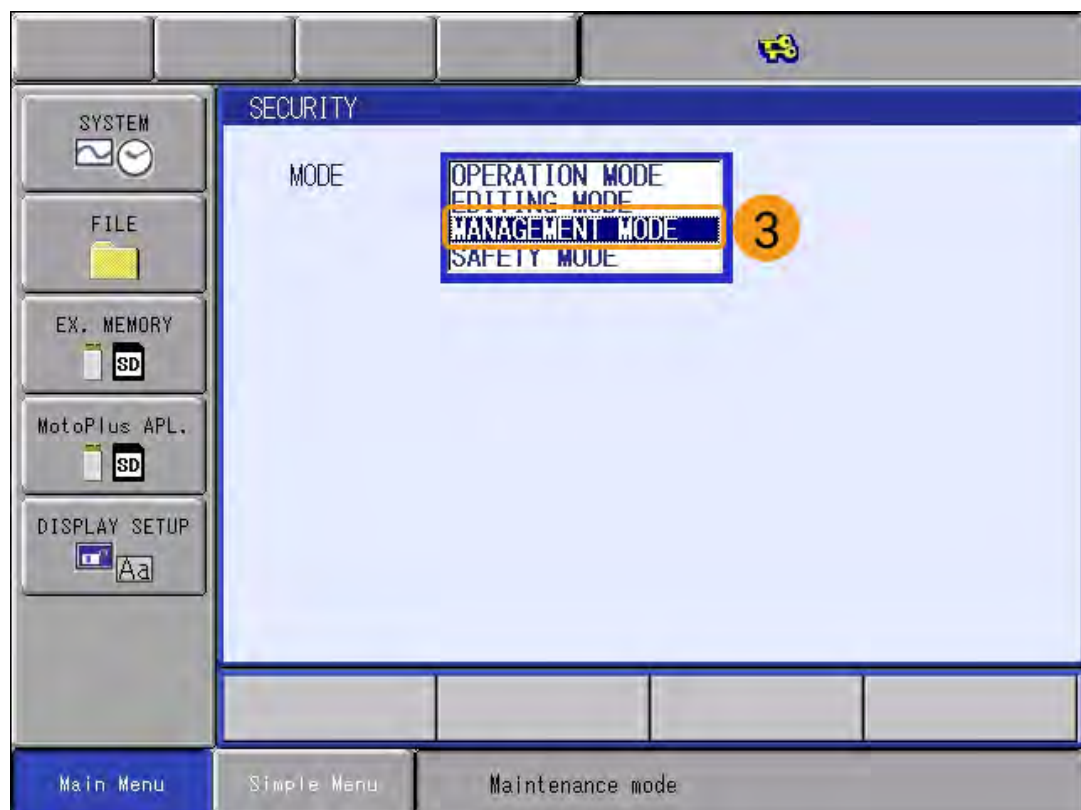 SYSTEM
FILE
EX. MEMORY
SD
MotoPlus APL.
SD
DISPLAY SETUP
Aa
SECURITY
MODE
OPERATION MODE
EDITING MODE
MANAGEMENT MODE
SAFETY MODE
3
Main Menu
Simple Menu
Maintenance mode